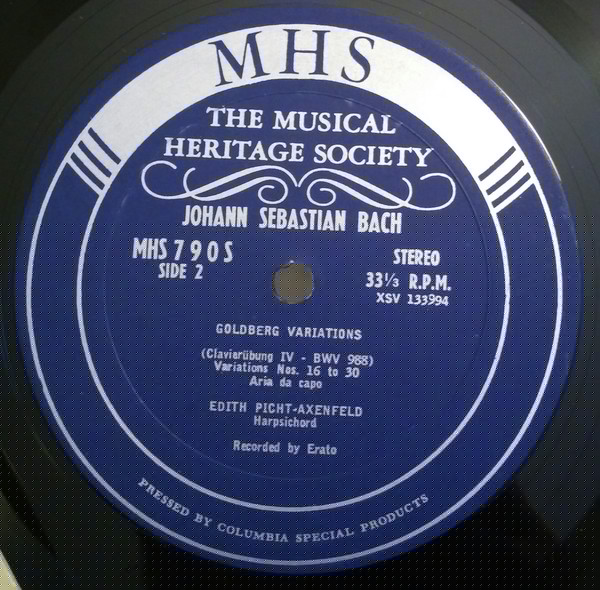 MHS
THE MUSICAL
HERITAGE SOCIETY
JOHANN SEBASTIAN BACH
MHS 790S
SIDE 2
STEREO
33⅓ R.P.M.
XSV 133994
GOLDBERG VARIATIONS
(Clavierübung IV - BWV 988)
Variations Nos. 16 to 30
Aria da capo
EDITH PICHT-AXENFELD
Harpsichord
Recorded by Erato
PRESSED BY COLUMBIA SPECIAL PRODUCTS